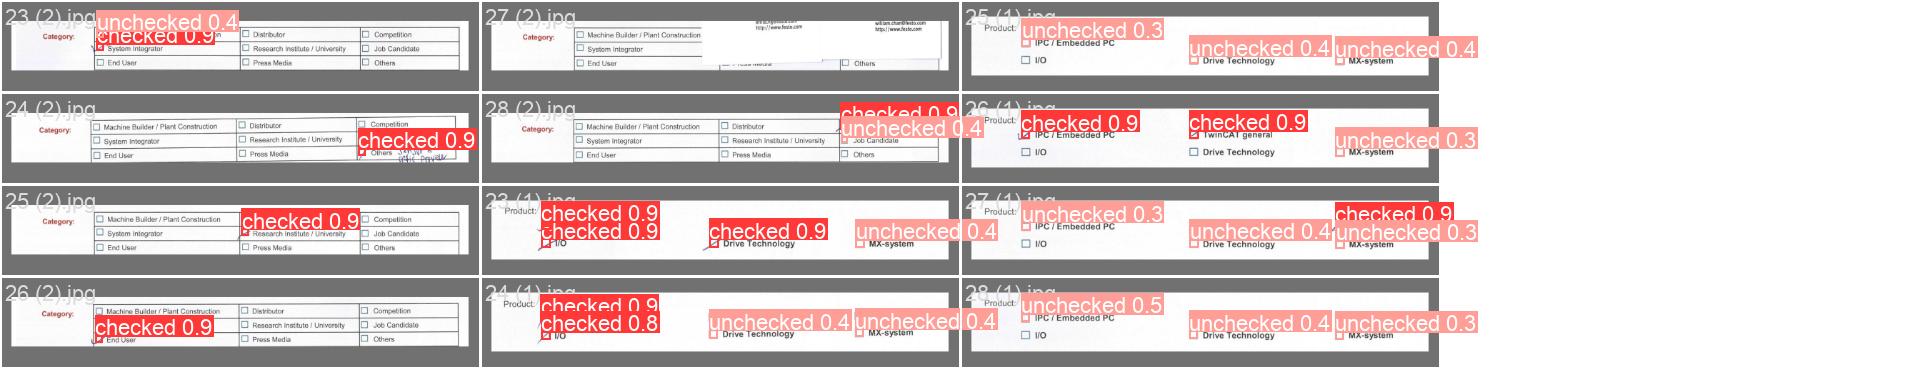 23 (2).jpg
unchecked 0.4
checked 0.9
Category:
Distributor
Competition
System Integrator
Research Institute / University
Job Candidate
End User
Press Media
Others
24 (2).jpg
Category:
Machine Builder / Plant Construction
Distributor
Competition
System Integrator
Research Institute / University
checked 0.9
End User
Press Media
Others
25 (2).jpg
Category:
Machine Builder / Plant Construction
checked 0.9
Competition
System Integrator
Research Institute / University
Job Candidate
End User
Press Media
Others
26 (2).jpg
Category:
Machine Builder / Plant Construction
Distributor
Competition
checked 0.9
Research Institute / University
Job Candidate
End User
Press Media
Others
27 (2).jpg
william.chan@festo.com
http://www.festo.com
http://www.festo.com
Category:
Machine Builder / Plant Construction
System Integrator
End User
Others
28 (2).jpg
checked 0.9
Category:
Machine Builder / Plant Construction
Distributor
unchecked 0.4
System Integrator
Research Institute / University
Job Candidate
End User
Press Media
Others
23 (1).jpg
Product:
checked 0.9
checked 0.9
checked 0.9
unchecked 0.4
I/O
Drive Technology
MX-system
24 (1).jpg
Product:
checked 0.9
checked 0.8
unchecked 0.4
unchecked 0.4
I/O
Drive Technology
MX-system
25 (1).jpg
Product:
unchecked 0.3
IPC / Embedded PC
unchecked 0.4
unchecked 0.4
I/O
Drive Technology
MX-system
26 (1).jpg
checked 0.9
checked 0.9
IPC / Embedded PC
TwinCAT general
unchecked 0.3
I/O
Drive Technology
MX-system
27 (1).jpg
Product:
unchecked 0.3
checked 0.9
IPC / Embedded PC
unchecked 0.4
unchecked 0.3
I/O
Drive Technology
MX-system
28 (1).jpg
Product:
unchecked 0.5
IPC / Embedded PC
unchecked 0.4
unchecked 0.3
I/O
Drive Technology
MX-system